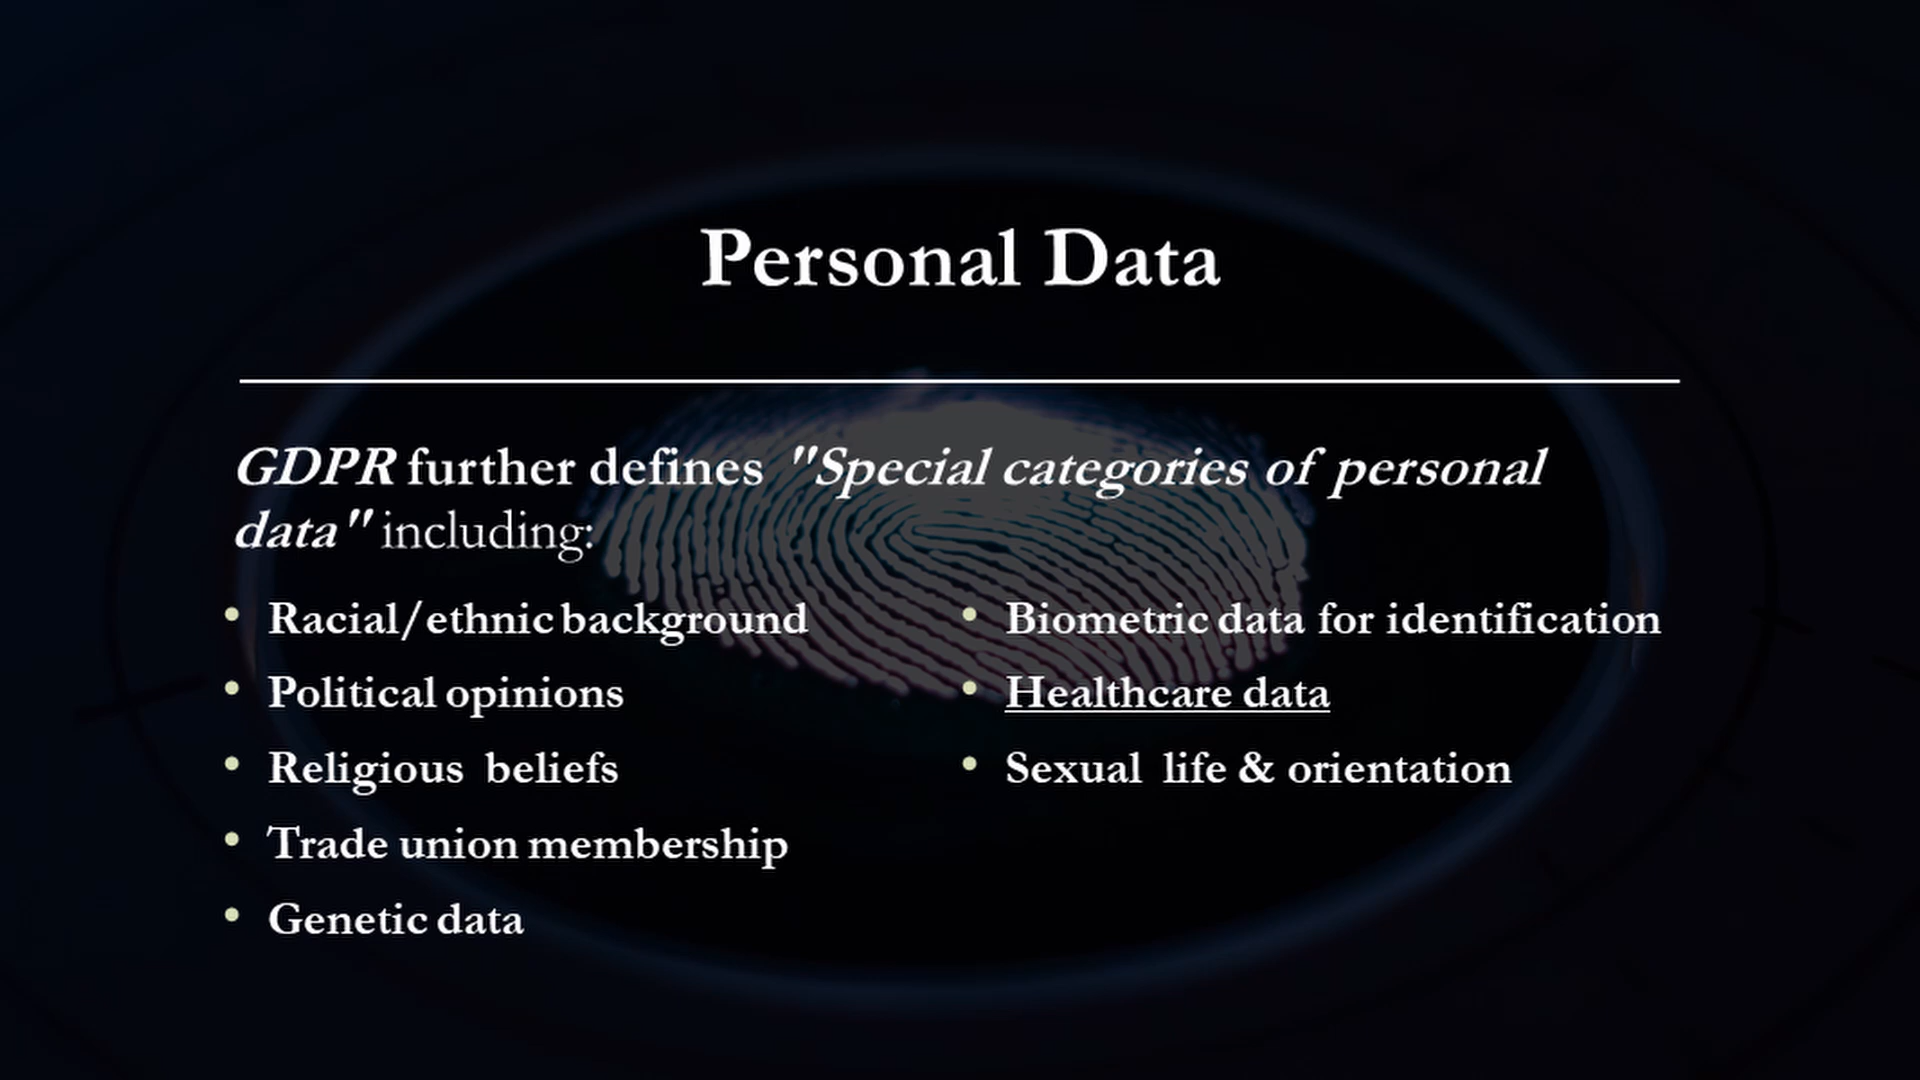 Personal Data
GDPR further defines "Special categories of personal
data" including:
• Racial/ethnic background
• Political opinions
• Religious beliefs
• Trade union membership
• Genetic data
• Biometric data for identification
• Healthcare data
• Sexual life & orientation